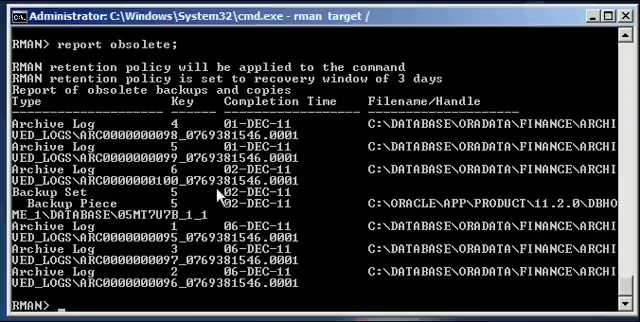 Administrator: C:\Windows\System32\cmd.exe - rman target /
RMAN> report obsolete;
RMAN retention policy will be applied to the command
RMAN retention policy is set to recovery window of 3 days
Report of obsolete backups and copies
Type Key Completion Time Filename/Handle
-------------------- ------ ------------------ --------------------
Archive Log 4 01-DEC-11 C:\DATABASE\ORADATA\FINANCE\ARCHI
VED_LOGS\ARC0000000098_0769381546.0001
Archive Log 5 01-DEC-11 C:\DATABASE\ORADATA\FINANCE\ARCHI
VED_LOGS\ARC0000000099_0769381546.0001
Archive Log 6 02-DEC-11 C:\DATABASE\ORADATA\FINANCE\ARCHI
VED_LOGS\ARC0000000100_0769381546.0001
Backup Set 5 02-DEC-11
Backup Piece 5 02-DEC-11 C:\ORACLE\APP\PRODUCT\11.2.0\DBHO
ME_1\DATABASE\05MT7U7B_1_1
Archive Log 1 06-DEC-11 C:\DATABASE\ORADATA\FINANCE\ARCHI
VED_LOGS\ARC0000000095_0769381546.0001
Archive Log 3 06-DEC-11 C:\DATABASE\ORADATA\FINANCE\ARCHI
VED_LOGS\ARC0000000097_0769381546.0001
Archive Log 2 06-DEC-11 C:\DATABASE\ORADATA\FINANCE\ARCHI
VED_LOGS\ARC0000000096_0769381546.0001
RMAN> _